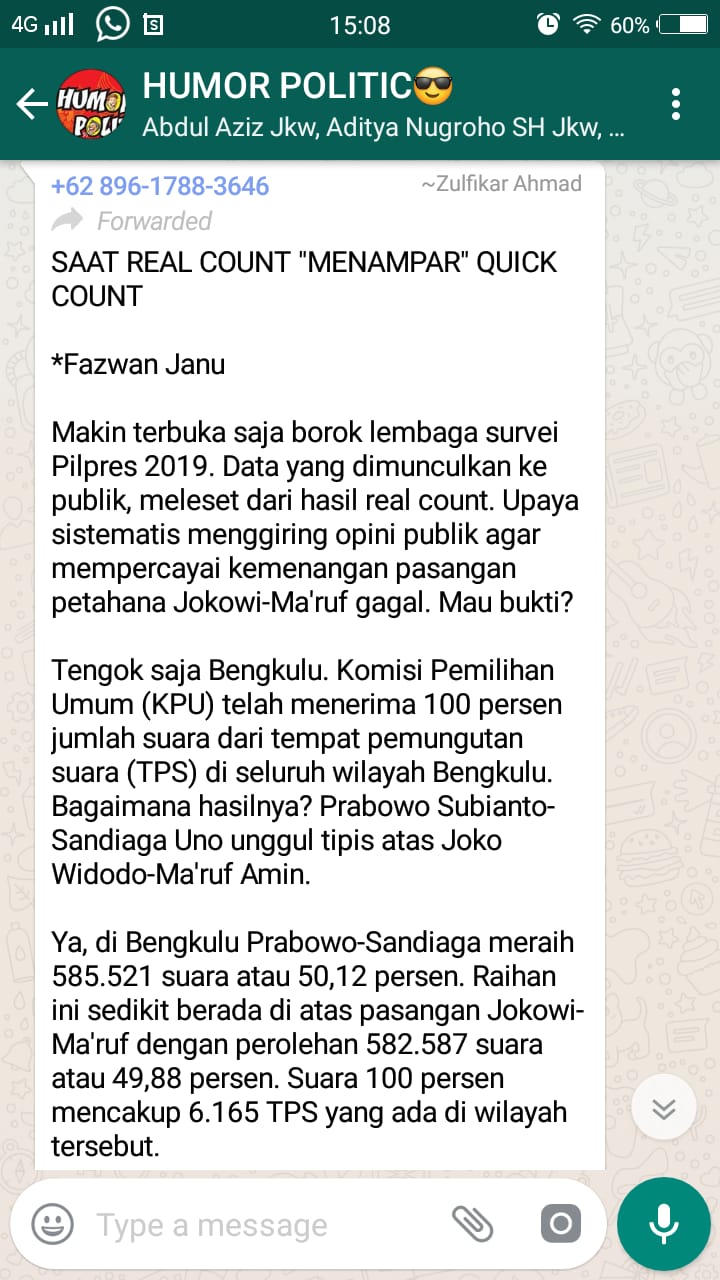 4G 15:08 60%
HUMOR POLITIC😎
HUMO
POLI
Abdul Aziz Jkw, Aditya Nugroho SH Jkw, ...
+62 896-1788-3646 ~Zulfikar Ahmad
Forwarded
SAAT REAL COUNT "MENAMPAR" QUICK
COUNT
*Fazwan Janu
Makin terbuka saja borok lembaga survei
Pilpres 2019. Data yang dimunculkan ke
publik, meleset dari hasil real count. Upaya
sistematis menggiring opini publik agar
mempercayai kemenangan pasangan
petahana Jokowi-Ma'ruf gagal. Mau bukti?
Tengok saja Bengkulu. Komisi Pemilihan
Umum (KPU) telah menerima 100 persen
jumlah suara dari tempat pemungutan
suara (TPS) di seluruh wilayah Bengkulu.
Bagaimana hasilnya? Prabowo Subianto-
Sandiaga Uno unggul tipis atas Joko
Widodo-Ma'ruf Amin.
Ya, di Bengkulu Prabowo-Sandiaga meraih
585.521 suara atau 50,12 persen. Raihan
ini sedikit berada di atas pasangan Jokowi-
Ma'ruf dengan perolehan 582.587 suara
atau 49,88 persen. Suara 100 persen
mencakup 6.165 TPS yang ada di wilayah
tersebut.
Type a message